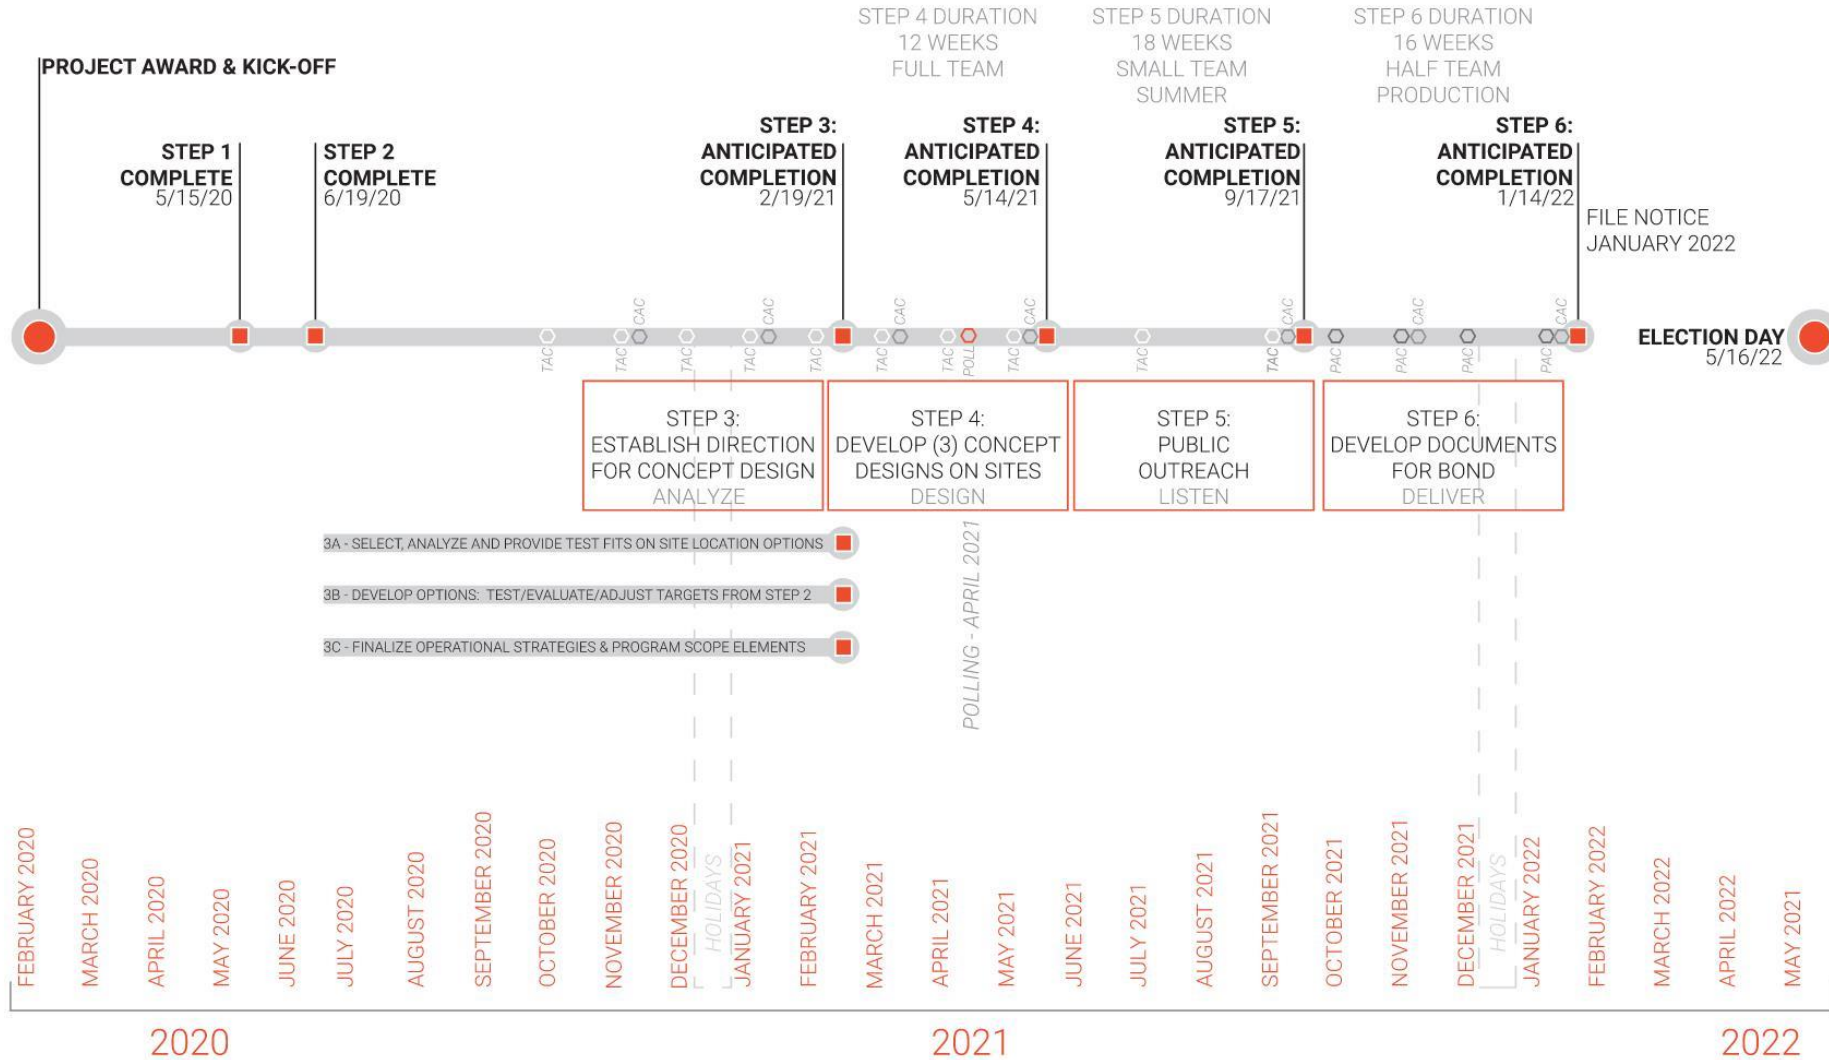 STEP 4 DURATION
12 WEEKS
FULL TEAM
STEP 5 DURATION
18 WEEKS
SMALL TEAM
SUMMER
STEP 6 DURATION
16 WEEKS
HALF TEAM
PRODUCTION
PROJECT AWARD & KICK-OFF
STEP 1
COMPLETE
5/15/20
STEP 2
COMPLETE
6/19/20
STEP 3:
ANTICIPATED
COMPLETION
2/19/21
STEP 4:
ANTICIPATED
COMPLETION
5/14/21
STEP 5:
ANTICIPATED
COMPLETION
9/17/21
STEP 6:
ANTICIPATED
COMPLETION
1/14/22
FILE NOTICE
JANUARY 2022
TAC
TAC
CAC
TAC
TAC
CAC
TAC
TAC
CAC
TAC
POLL
TAC
CAC
TAC
TAC
CAC
PAC
PAC
CAC
PAC
PAC
CAC
ELECTION DAY
5/16/22
STEP 3:
ESTABLISH DIRECTION
FOR CONCEPT DESIGN
ANALYZE
STEP 4:
DEVELOP (3) CONCEPT
DESIGNS ON SITES
DESIGN
STEP 5:
PUBLIC
OUTREACH
LISTEN
STEP 6:
DEVELOP DOCUMENTS
FOR BOND
DELIVER
3A - SELECT, ANALYZE AND PROVIDE TEST FITS ON SITE LOCATION OPTIONS
3B - DEVELOP OPTIONS: TEST/EVALUATE/ADJUST TARGETS FROM STEP 2
3C - FINALIZE OPERATIONAL STRATEGIES & PROGRAM SCOPE ELEMENTS
POLLING - APRIL 2021
FEBRUARY 2020
MARCH 2020
APRIL 2020
MAY 2020
JUNE 2020
JULY 2020
AUGUST 2020
SEPTEMBER 2020
OCTOBER 2020
NOVEMBER 2020
DECEMBER 2020
HOLIDAYS
JANUARY 2021
FEBRUARY 2021
MARCH 2021
APRIL 2021
MAY 2021
JUNE 2021
JULY 2021
AUGUST 2021
SEPTEMBER 2021
OCTOBER 2021
NOVEMBER 2021
DECEMBER 2021
HOLIDAYS
JANUARY 2022
FEBRUARY 2022
MARCH 2022
APRIL 2022
MAY 2021
2020
2021
2022